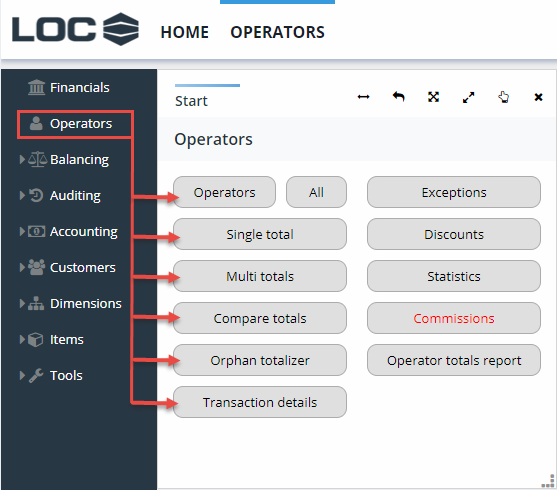 LOC
HOME OPERATORS
Financials
Operators
Balancing
Auditing
Accounting
Customers
Dimensions
Items
Tools
Start
Operators
Operators All Exceptions
Single total Discounts
Multi totals Statistics
Compare totals Commissions
Orphan totalizer Operator totals report
Transaction details